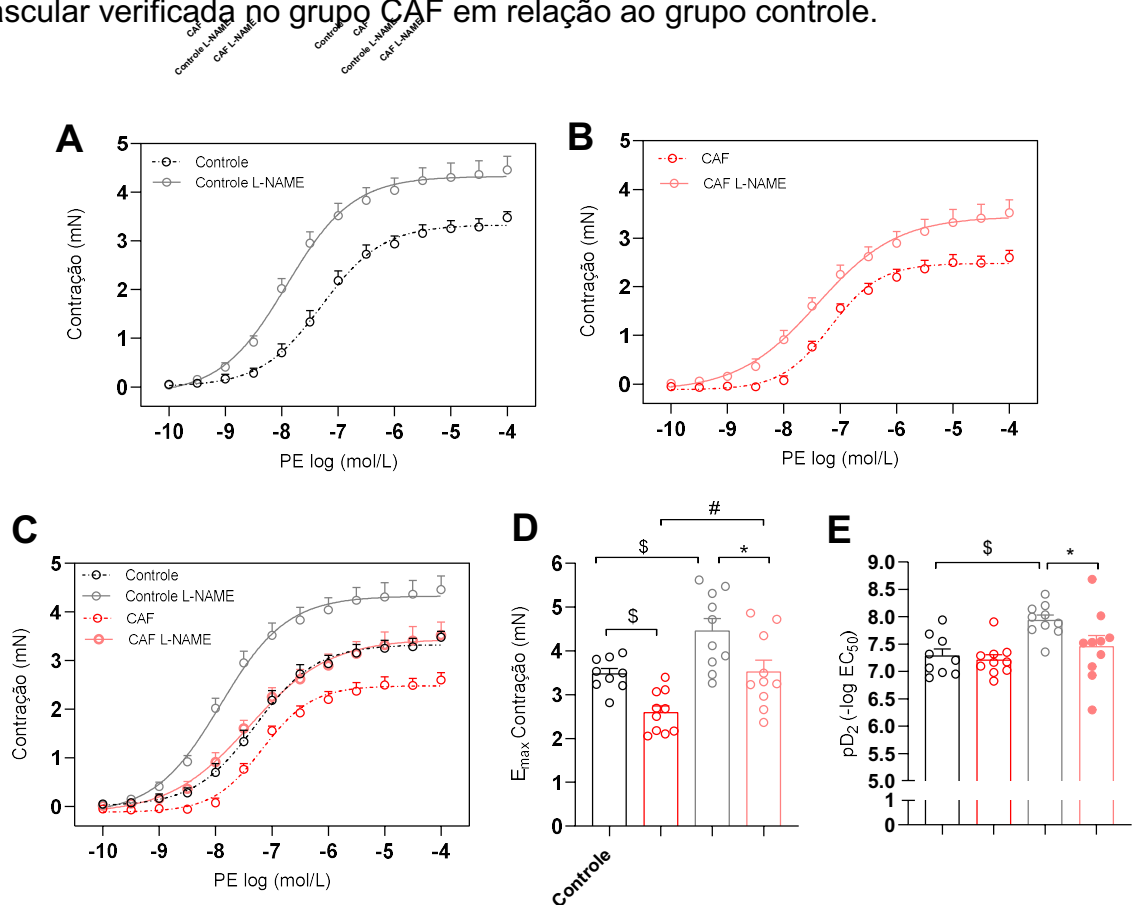 ascular verificada no grupo CAF em relação ao grupo controle.
CAF
Controle L-NAME
CAF L-NAME
Controle
CAF
Controle L-NAME
CAF L-NAME
A
5
4
3
2
1
0
Contração (mN)
Controle
Controle L-NAME
-10 -9 -8 -7 -6 -5 -4
PE log (mol/L)
B
5
4
3
2
1
0
Contração (mN)
CAF
CAF L-NAME
-10 -9 -8 -7 -6 -5 -4
PE log (mol/L)
C
5
4
3
2
1
0
Contração (mN)
Controle
Controle L-NAME
CAF
CAF L-NAME
-10 -9 -8 -7 -6 -5 -4
PE log (mol/L)
D
6
5
4
3
2
1
0
Emax Contração (mN)
#
$
*
$
Controle
E
9.0
8.5
8.0
7.5
7.0
6.5
6.0
5.5
5.0
1
0
pD2 (-log EC50)
$
*